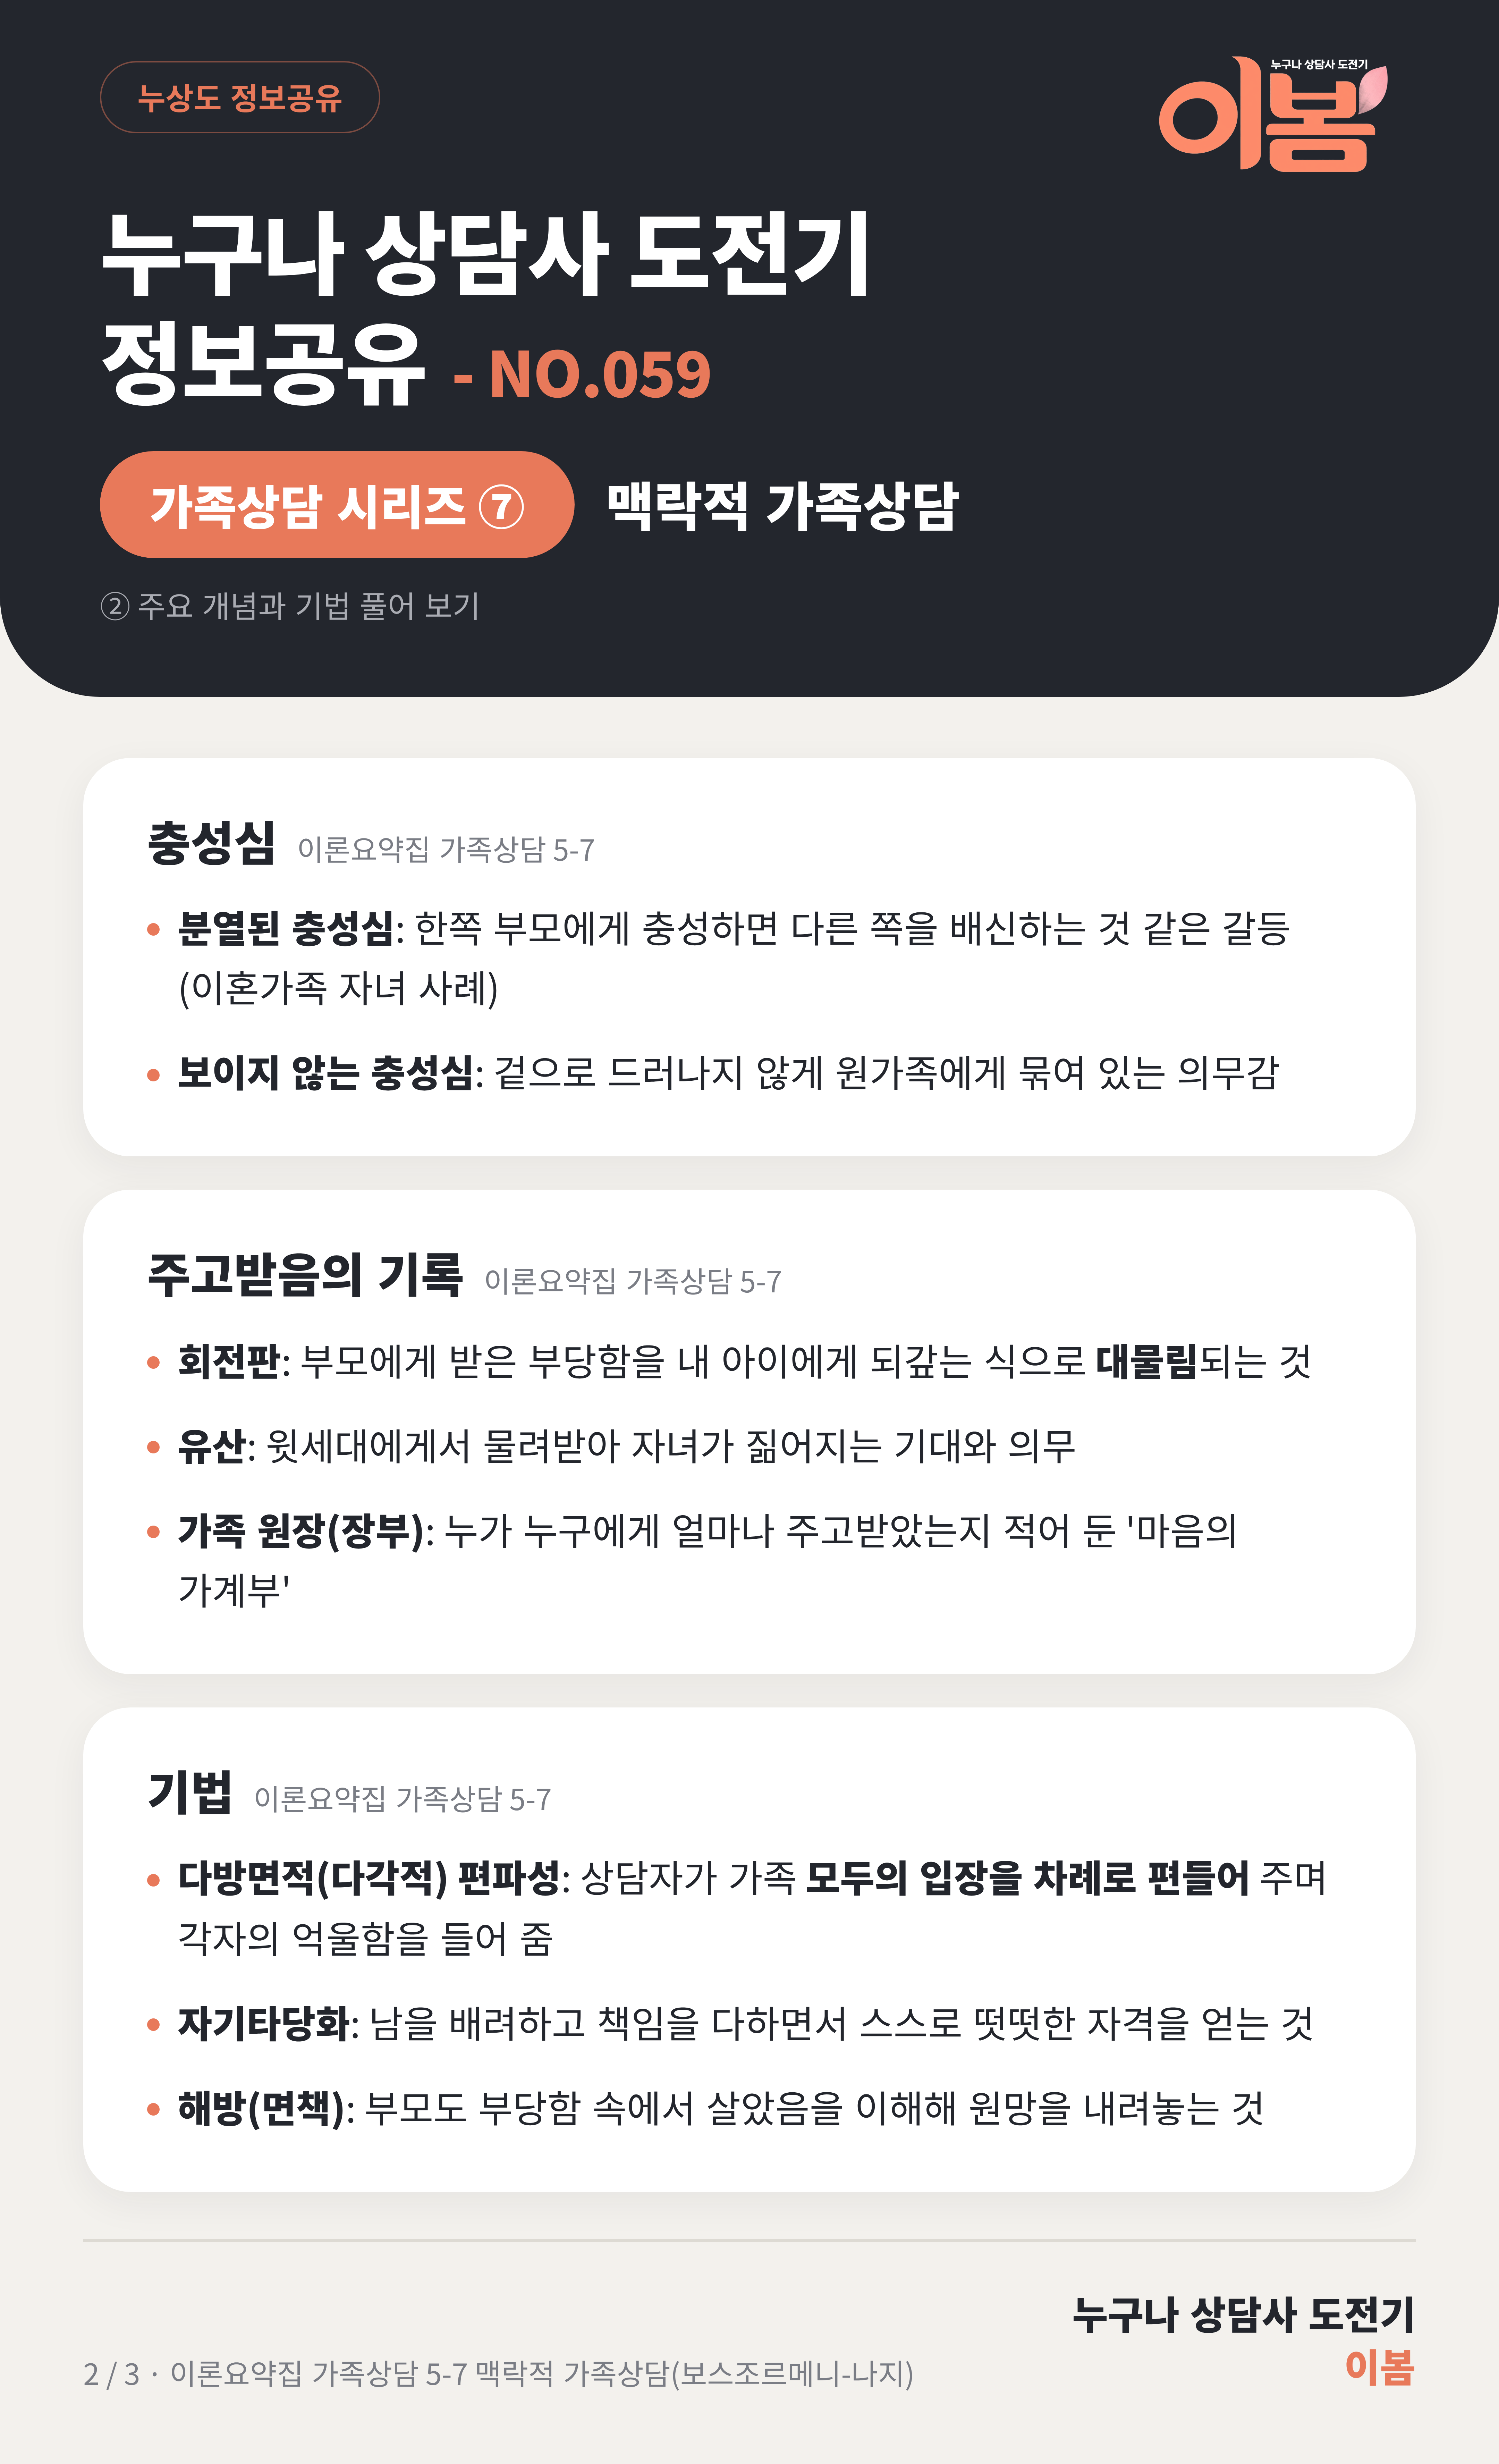 누상도 정보공유
누구나 상담사 도전기
이봄
누구나 상담사 도전기
정보공유 - NO.059
가족상담 시리즈 ⑦ 맥락적 가족상담
② 주요 개념과 기법 풀어 보기
충성심 이론요약집 가족상담 5-7
• 분열된 충성심: 한쪽 부모에게 충성하면 다른 쪽을 배신하는 것 같은 갈등
(이혼가족 자녀 사례)
• 보이지 않는 충성심: 겉으로 드러나지 않게 원가족에게 묶여 있는 의무감
주고받음의 기록 이론요약집 가족상담 5-7
• 회전판: 부모에게 받은 부당함을 내 아이에게 되갚는 식으로 대물림되는 것
• 유산: 윗세대에게서 물려받아 자녀가 짊어지는 기대와 의무
• 가족 원장(장부): 누가 누구에게 얼마나 주고받았는지 적어 둔 '마음의
가계부'
기법 이론요약집 가족상담 5-7
• 다방면적(다각적) 편파성: 상담자가 가족 모두의 입장을 차례로 편들어 주며
각자의 억울함을 들어 줌
• 자기타당화: 남을 배려하고 책임을 다하면서 스스로 떳떳한 자격을 얻는 것
• 해방(면책): 부모도 부당함 속에서 살았음을 이해해 원망을 내려놓는 것
누구나 상담사 도전기
2 / 3 · 이론요약집 가족상담 5-7 맥락적 가족상담(보스조르메니-나지)
이봄